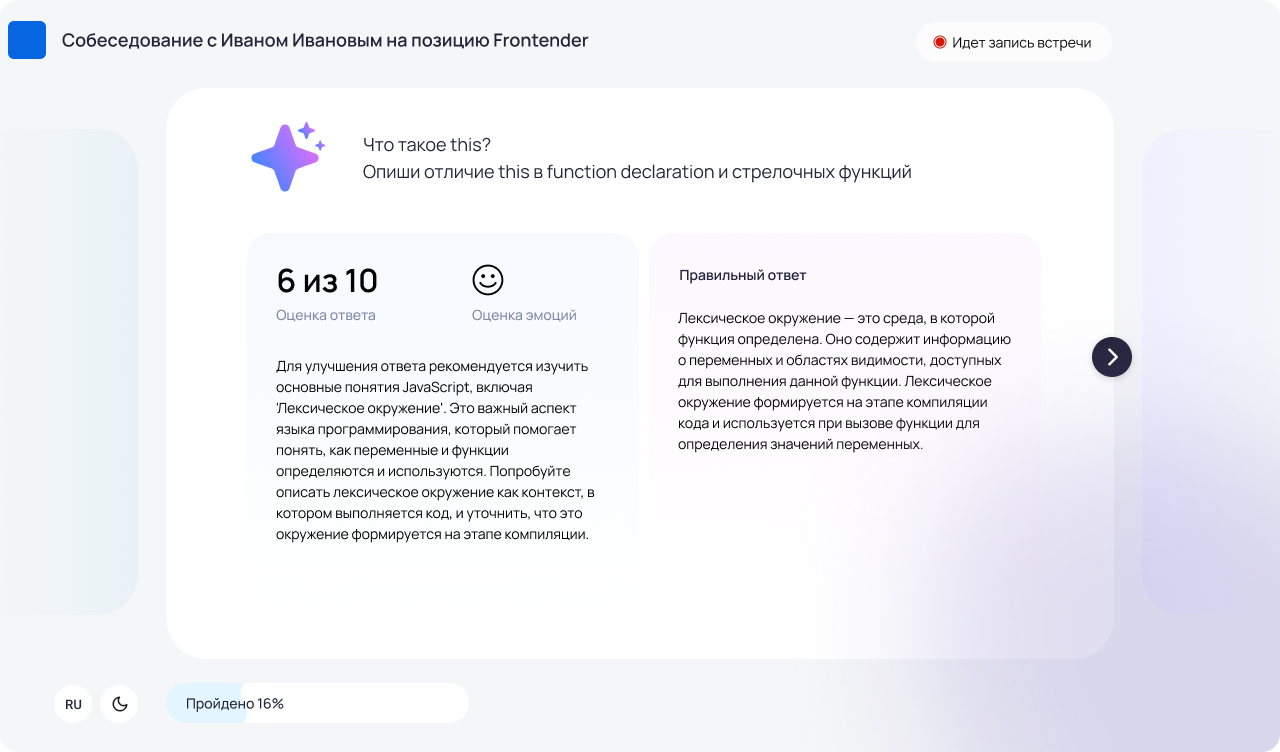 Собеседование с Иваном Ивановым на позицию Frontender
Идет запись встречи
Что такое this?
Опиши отличие this в function declaration и стрелочных функций
6 из 10
Оценка ответа
Оценка эмоций
Для улучшения ответа рекомендуется изучить
основные понятия JavaScript, включая
'Лексическое окружение'. Это важный аспект
языка программирования, который помогает
понять, как переменные и функции
определяются и используются. Попробуйте
описать лексическое окружение как контекст, в
котором выполняется код, и уточнить, что это
окружение формируется на этапе компиляции.
Правильный ответ
Лексическое окружение — это среда, в которой
функция определена. Оно содержит информацию
о переменных и областях видимости, доступных
для выполнения данной функции. Лексическое
окружение формируется на этапе компиляции
кода и используется при вызове функции для
определения значений переменных.
RU
Пройдено 16%